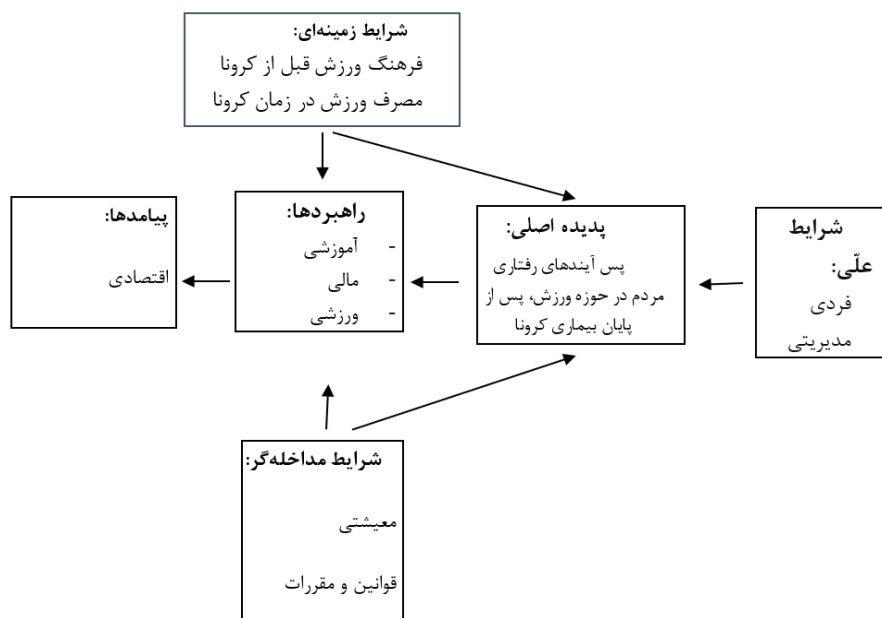 شرایط زمینه‌ای:
فرهنگ ورزش قبل از کرونا
مصرف ورزش در زمان کرونا
شرایط
علّی:
فردی
مدیریتی
پدیده اصلی:
پس آیندهای رفتاری
مردم در حوزه ورزش، پس از
پایان بیماری کرونا
راهبردها:
- آموزشی
- مالی
- ورزشی
پیامدها:
اقتصادی
شرایط مداخله‌گر:
معیشتی
قوانین و مقررات